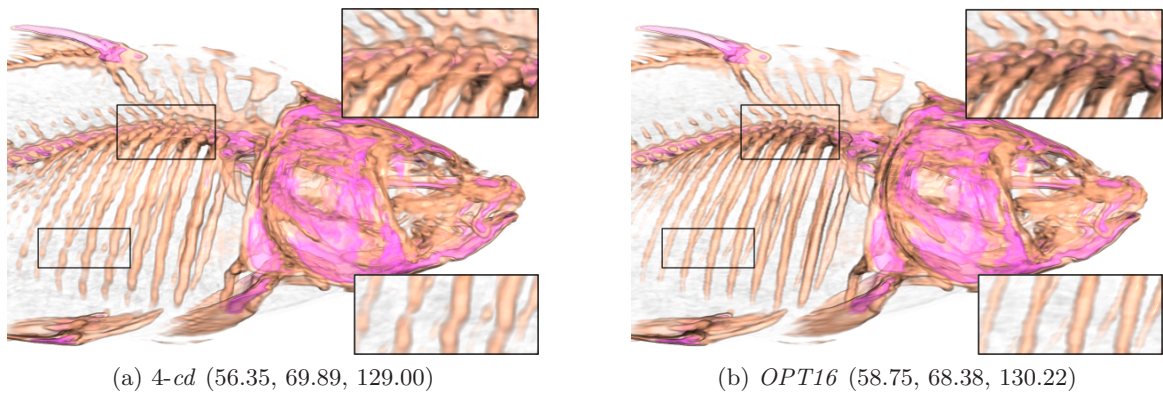 (a) 4-cd (56.35, 69.89, 129.00)
(b) OPT16 (58.75, 68.38, 130.22)